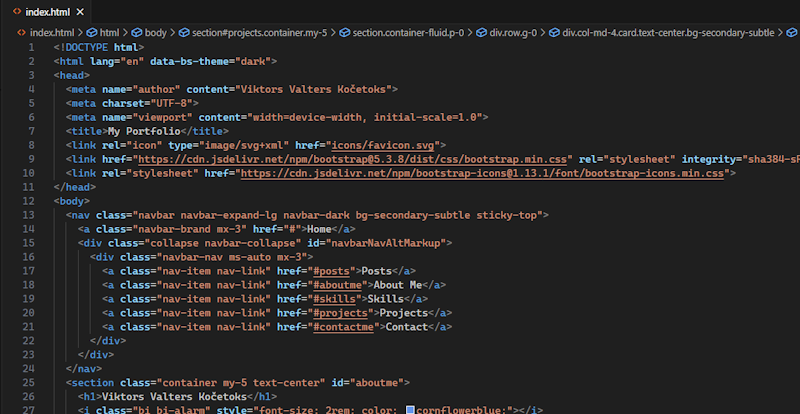 index.html
index.html > html > body > section#projects.container.my-5 > section.container-fluid.p-0 > div.row.g-0 > div.col-md-4.card.text-center.bg-secondary-subtle >
1 <!DOCTYPE html>
2 <html lang="en" data-bs-theme="dark">
3 <head>
4 <meta name="author" content="Viktors Valters Kočetoks">
5 <meta charset="UTF-8">
6 <meta name="viewport" content="width=device-width, initial-scale=1.0">
7 <title>My Portfolio</title>
8 <link rel="icon" type="image/svg+xml" href="icons/favicon.svg">
9 <link href="https://cdn.jsdelivr.net/npm/bootstrap@5.3.8/dist/css/bootstrap.min.css" rel="stylesheet" integrity="sha384-sR
10 <link rel="stylesheet" href="https://cdn.jsdelivr.net/npm/bootstrap-icons@1.13.1/font/bootstrap-icons.min.css">
11 </head>
12 <body>
13 <nav class="navbar navbar-expand-lg navbar-dark bg-secondary-subtle sticky-top">
14 <a class="navbar-brand mx-3" href="#">Home</a>
15 <div class="collapse navbar-collapse" id="navbarNavAltMarkup">
16 <div class="navbar-nav ms-auto mx-3">
17 <a class="nav-item nav-link" href="#posts">Posts</a>
18 <a class="nav-item nav-link" href="#aboutme">About Me</a>
19 <a class="nav-item nav-link" href="#skills">Skills</a>
20 <a class="nav-item nav-link" href="#projects">Projects</a>
21 <a class="nav-item nav-link" href="#contactme">Contact</a>
22 </div>
23 </div>
24 </nav>
25 <section class="container my-5 text-center" id="aboutme">
26 <h1>Viktors Valters Kočetoks</h1>
27 <i class="bi bi-alarm" style="font-size: 2rem; color: cornflowerblue;"></i>